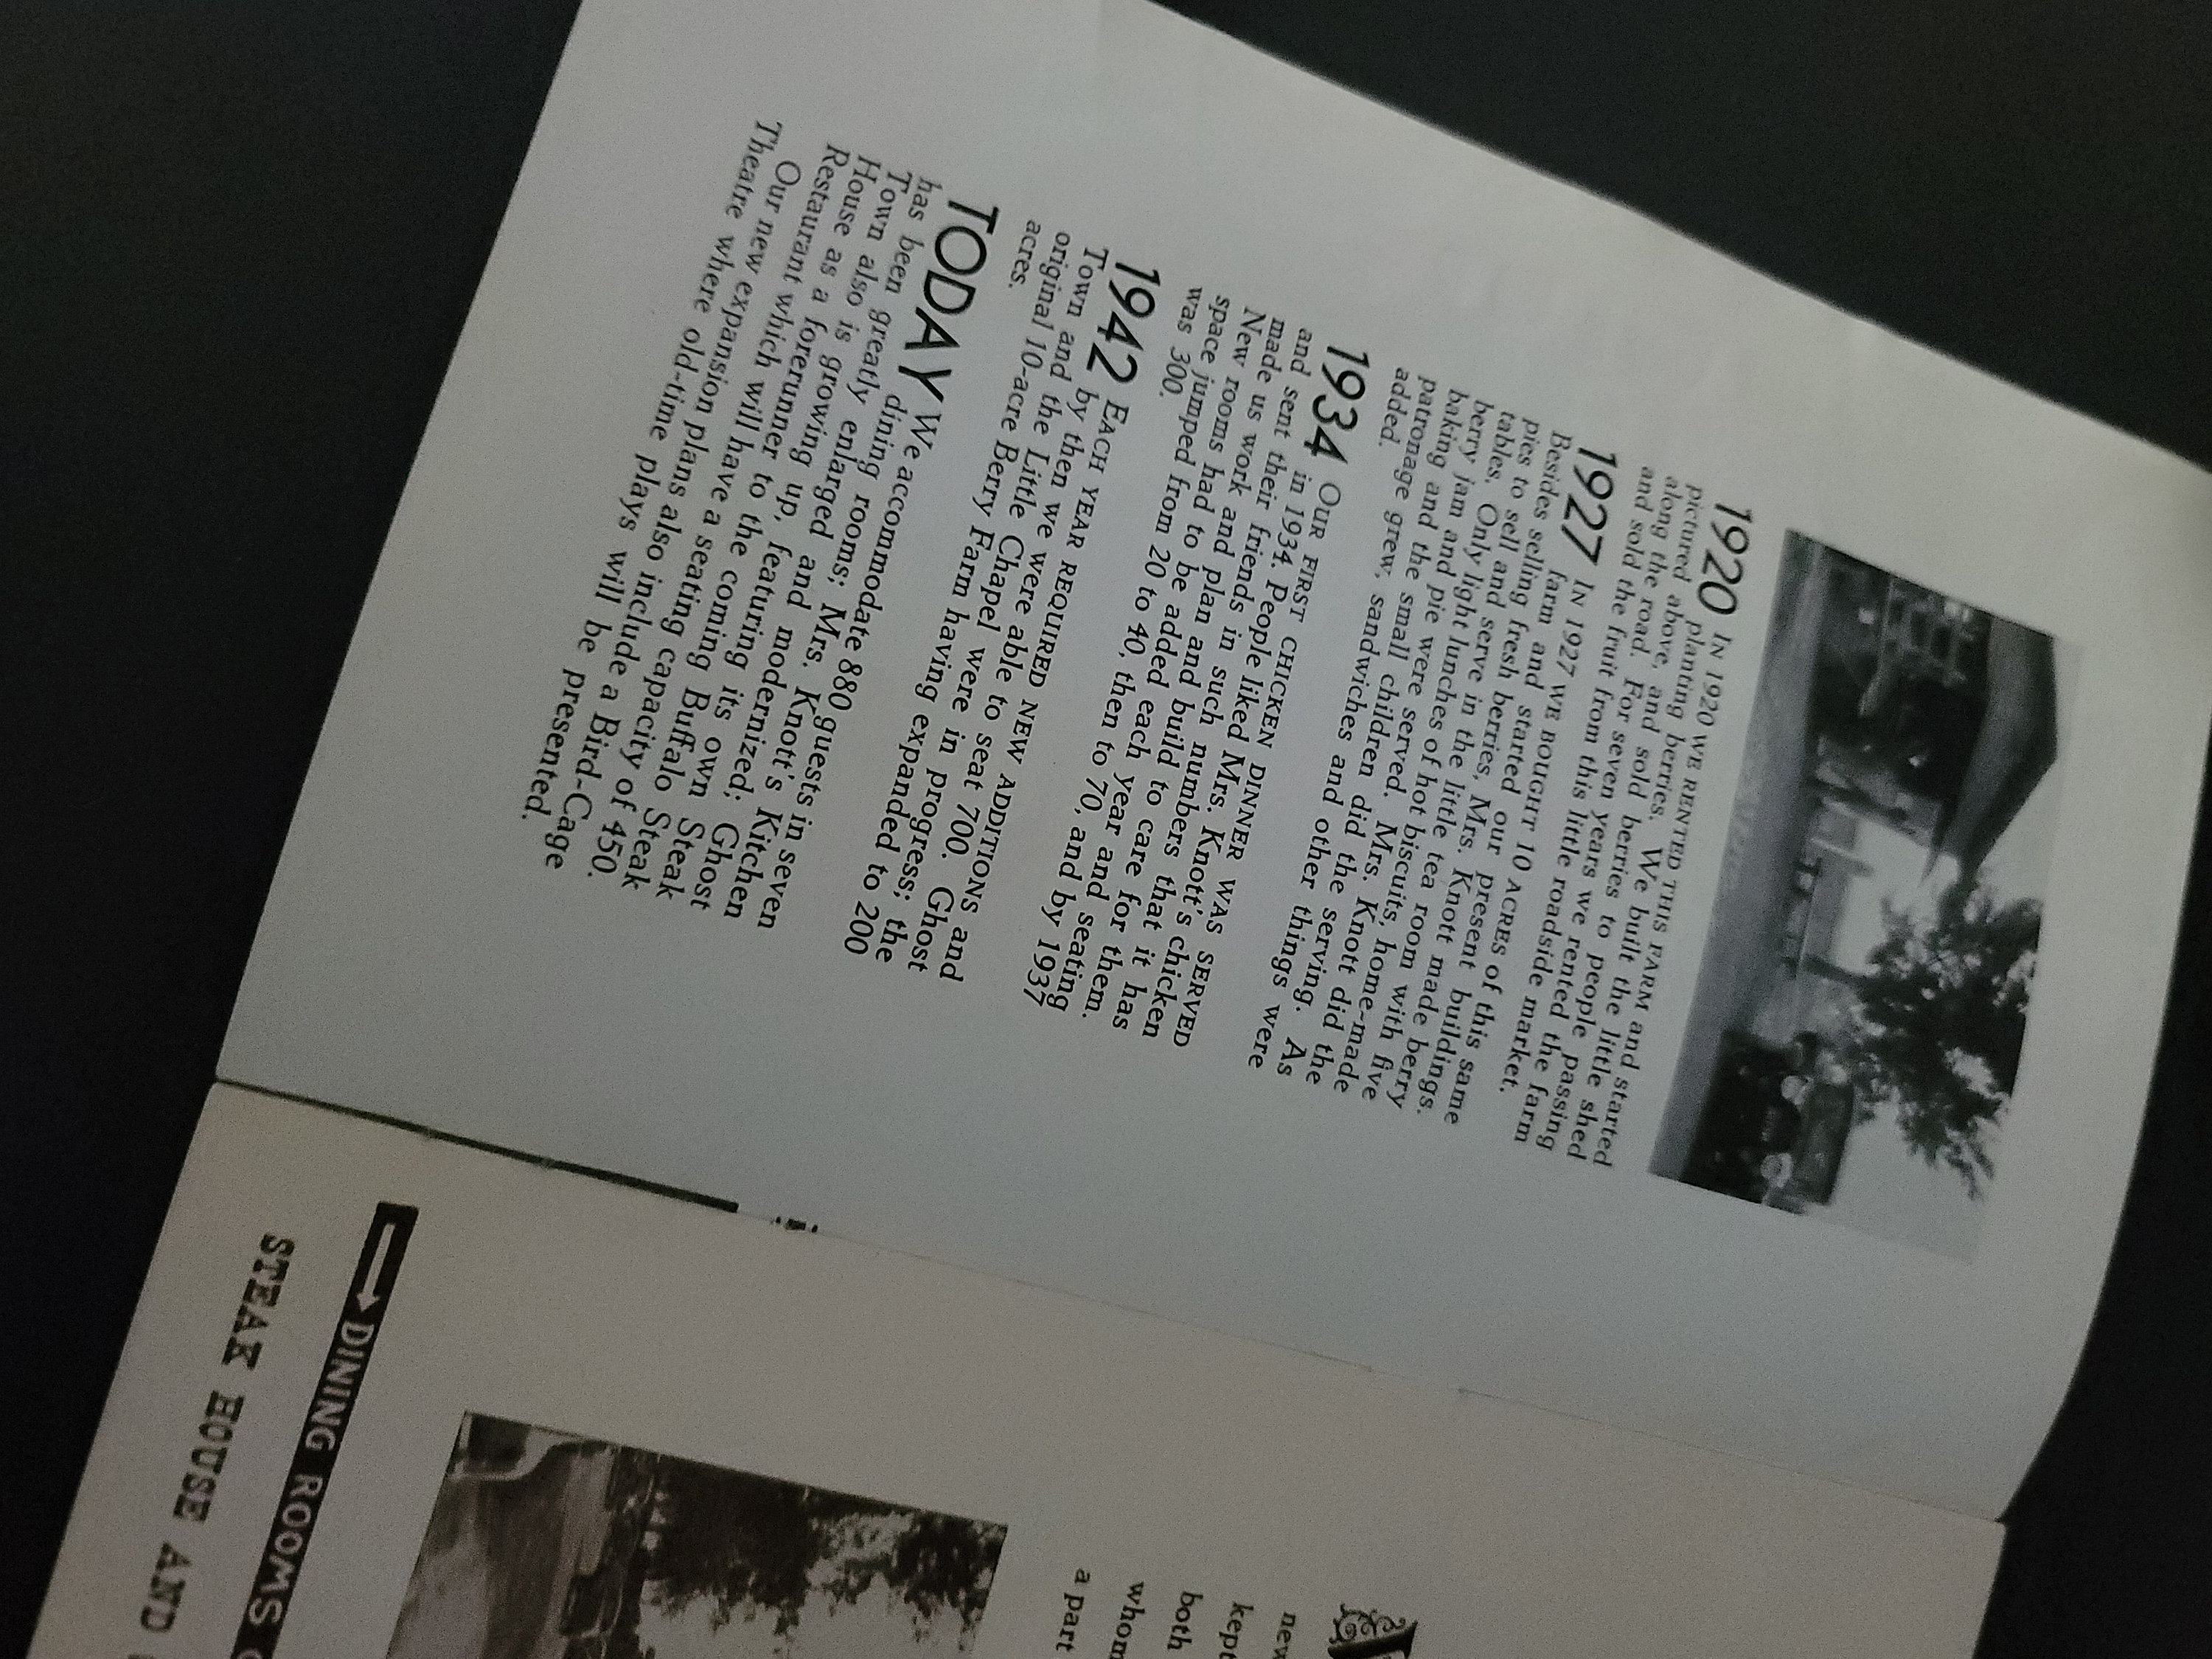 1920 IN 1920 WE RENTED THIS FARM and started
planting berries. We built the little shed
pictured above, and sold berries to people passing
along the road. For seven years we rented the farm
and sold the fruit from this little roadside market.
1927 IN 1927 WE BOUGHT 10 ACRES of this same
farm and started our present buildings.
Besides selling fresh berries, Mrs. Knott made berry
pies to sell and serve in the little tea room with five
tables. Only light lunches of hot biscuits, home-made
berry jam and pie were served. Mrs. Knott did the
baking and the small children did the serving. As
patronage grew, sandwiches and other things were
added.
1934 OUR FIRST CHICKEN DINNER WAS SERVED
in 1934. People liked Mrs. Knott's chicken
and sent their friends in such numbers that it has
made us work and plan and build to care for them.
New rooms had to be added each year and seating
space jumped from 20 to 40, then to 70, and by 1937
was 300.
1942 EACH YEAR REQUIRED NEW ADDITIONS and
by then we were able to seat 700. Ghost
Town and the Little Chapel were in progress; the
original 10-acre Berry Farm having expanded to 200
acres.
TODAY We accommodate 880 guests in seven
dining rooms; Mrs. Knott's Kitchen
has been greatly enlarged and modernized; Ghost
Town also is growing up, featuring its own Steak
House as a forerunner to the coming Buffalo Steak
Restaurant which will have a seating capacity of 450.
Our new expansion plans also include a Bird-Cage
Theatre where old-time plays will be presented.
new
kept
both
whom
a part
DINING ROOMS
STEAK HOUSE AND